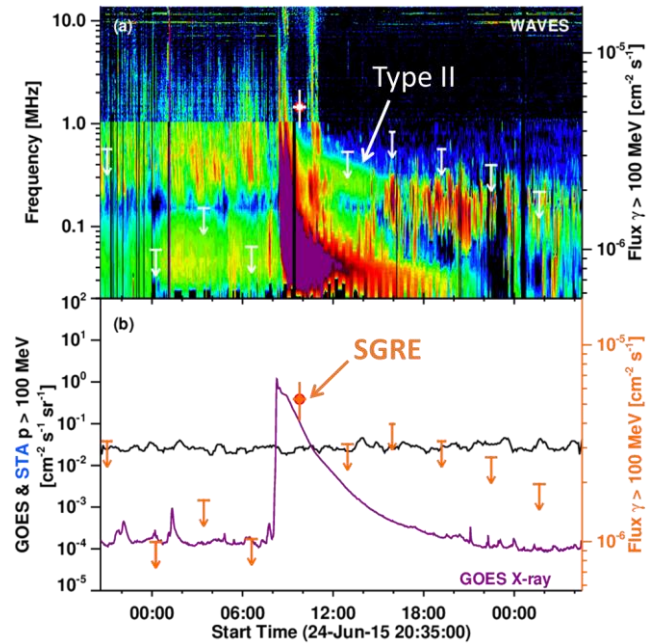 (a)
WAVES
Type II
10.0
1.0
0.1
10²
Frequency [MHz]
10⁻⁵
10⁻⁶
Flux γ > 100 MeV [cm⁻² s⁻¹]
(b)
SGRE
GOES X-ray
10¹
10⁰
10⁻¹
10⁻²
10⁻³
10⁻⁴
10⁻⁵
GOES & STA p > 100 MeV
[cm⁻² s⁻¹ sr⁻¹]
10⁻⁵
10⁻⁶
Flux γ > 100 MeV [cm⁻² s⁻¹]
00:00 06:00 12:00 18:00 00:00
Start Time (24-Jun-15 20:35:00)